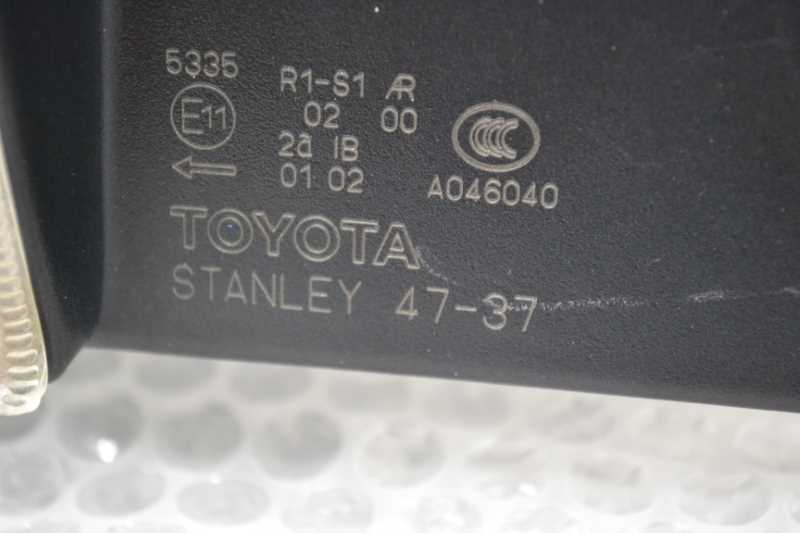 5335 R1-S1 AR
E11 02 00
CCC
2a IB
01 02 A046040
TOYOTA
STANLEY 47-37